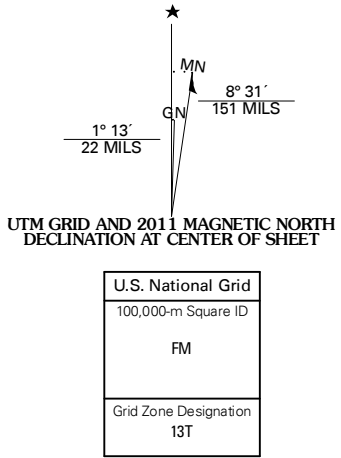 MN
GN
8° 31´
151 MILS
1° 13´
22 MILS
UTM GRID AND 2011 MAGNETIC NORTH
DECLINATION AT CENTER OF SHEET
U.S. National Grid
100,000-m Square ID
FM
Grid Zone Designation
13T